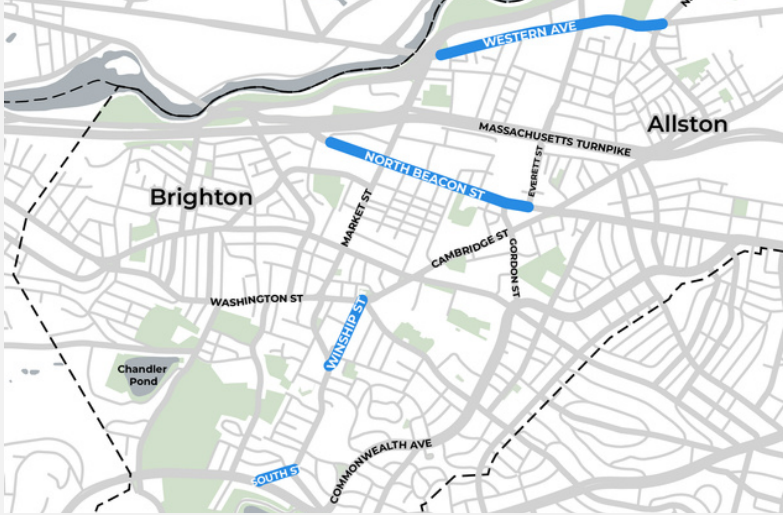 WESTERN AVE
Allston
MASSACHUSETTS TURNPIKE
NORTH BEACON ST
EVERETT ST
Brighton
MARKET ST
CAMBRIDGE ST
GORDON ST
WASHINGTON ST
WINSHIP ST
Chandler
Pond
COMMONWEALTH AVE
SOUTH S